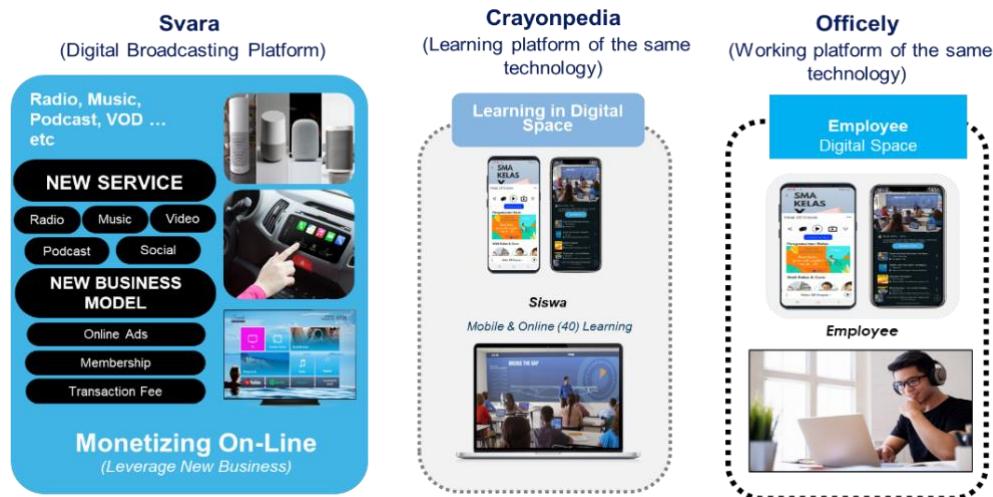 Svara
(Digital Broadcasting Platform)
Radio, Music,
Podcast, VOD ...
etc
NEW SERVICE
Radio
Music
Video
Podcast
Social
NEW BUSINESS
MODEL
Online Ads
Membership
Transaction Fee
Monetizing On-Line
(Leverage New Business)
Crayonpedia
(Learning platform of the same
technology)
Learning in Digital
Space
SMA
KELAS
X
Siswa
Mobile & Online (40) Learning
BRIDGE THE GAP
Officely
(Working platform of the same
technology)
Employee
Digital Space
SMA
KELAS
X
Employee